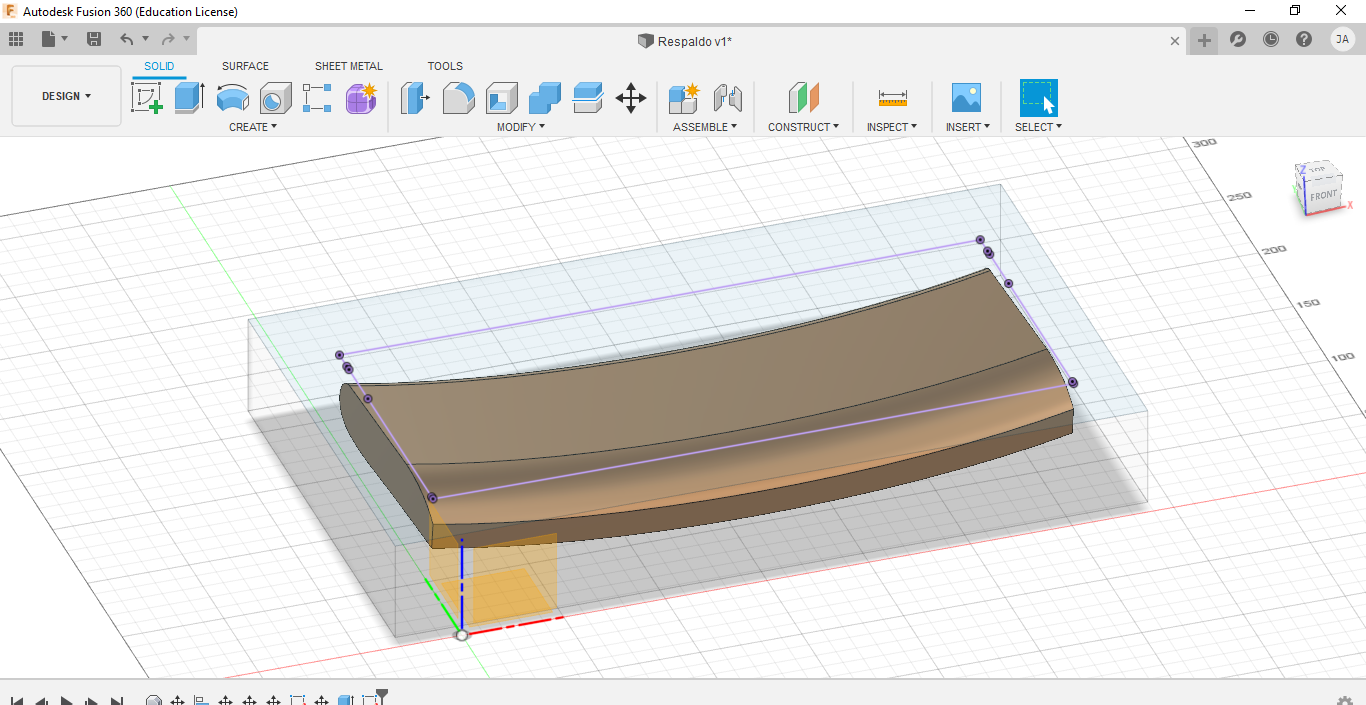 Autodesk Fusion 360 (Education License)
Respaldo v1*
JA
SOLID SURFACE SHEET METAL TOOLS
DESIGN
CREATE MODIFY ASSEMBLE CONSTRUCT INSPECT INSERT SELECT
300
250
200
150
100
TOP
FRONT
Z
X